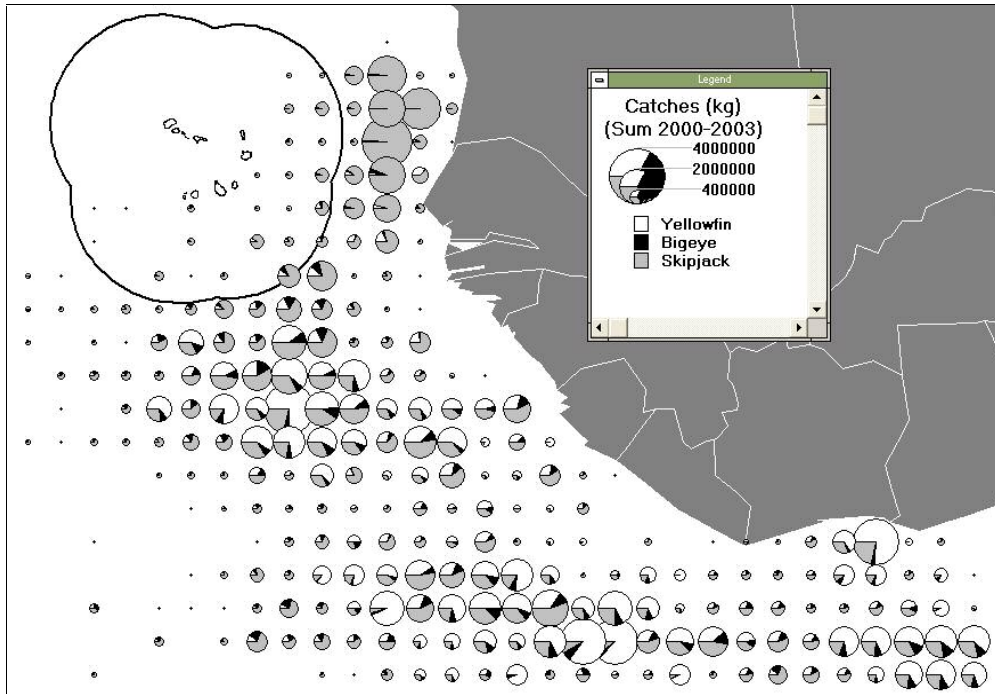 Legend
Catches (kg)
(Sum 2000-2003)
4000000
2000000
400000
Yellowfin
Bigeye
Skipjack